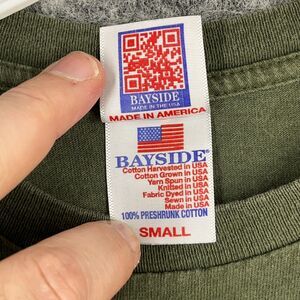 BAYSIDE
MADE IN THE USA
MADE IN AMERICA
BAYSIDE®
Cotton Harvested in USA
Cotton Grown in USA
Yarn Spun in USA
Knitted in USA
Fabric Dyed in USA
Sewn in USA
Made in USA
100% PRESHRUNK COTTON
SMALL